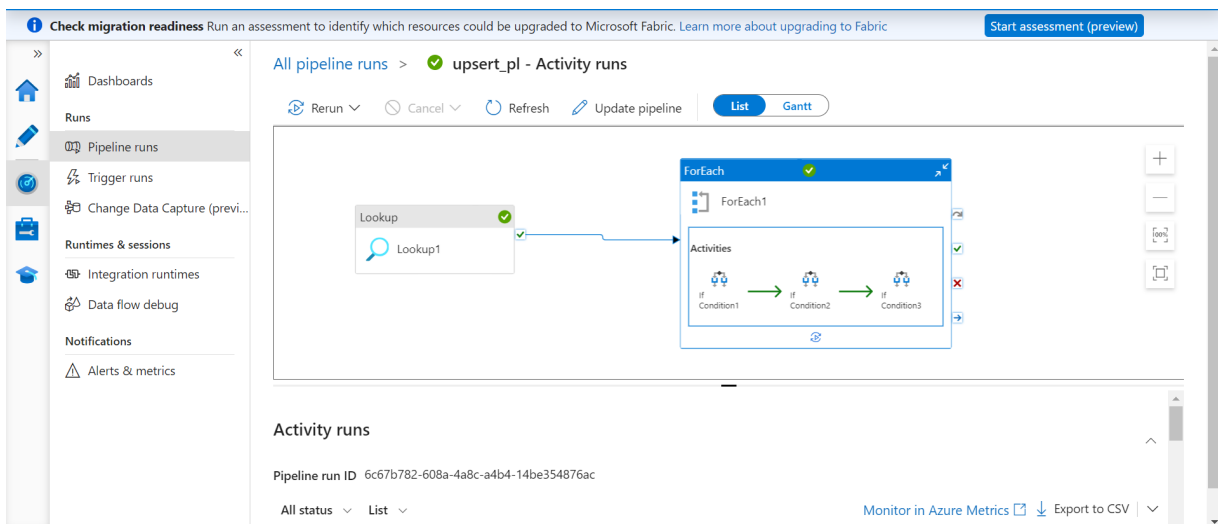 Check migration readiness Run an assessment to identify which resources could be upgraded to Microsoft Fabric. Learn more about upgrading to Fabric
Start assessment (preview)
Dashboards
Runs
Pipeline runs
Trigger runs
Change Data Capture (previ...
Runtimes & sessions
Integration runtimes
Data flow debug
Notifications
Alerts & metrics
All pipeline runs > upsert_pl - Activity runs
Rerun Cancel Refresh Update pipeline List Gantt
Lookup
Lookup1
ForEach
ForEach1
Activities
If Condition1
If Condition2
If Condition3
100%
Activity runs
Pipeline run ID 6c67b782-608a-4a8c-a4b4-14be354876ac
All status List Monitor in Azure Metrics Export to CSV